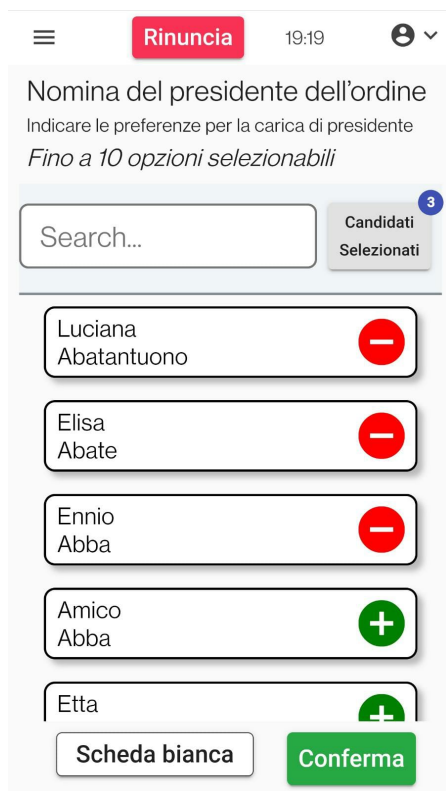 Rinuncia
19:19
Nomina del presidente dell'ordine
Indicare le preferenze per la carica di presidente
Fino a 10 opzioni selezionabili
Search...
3
Candidati
Selezionati
Luciana
Abatantuono
Elisa
Abate
Ennio
Abba
Amico
Abba
Etta
Scheda bianca
Conferma